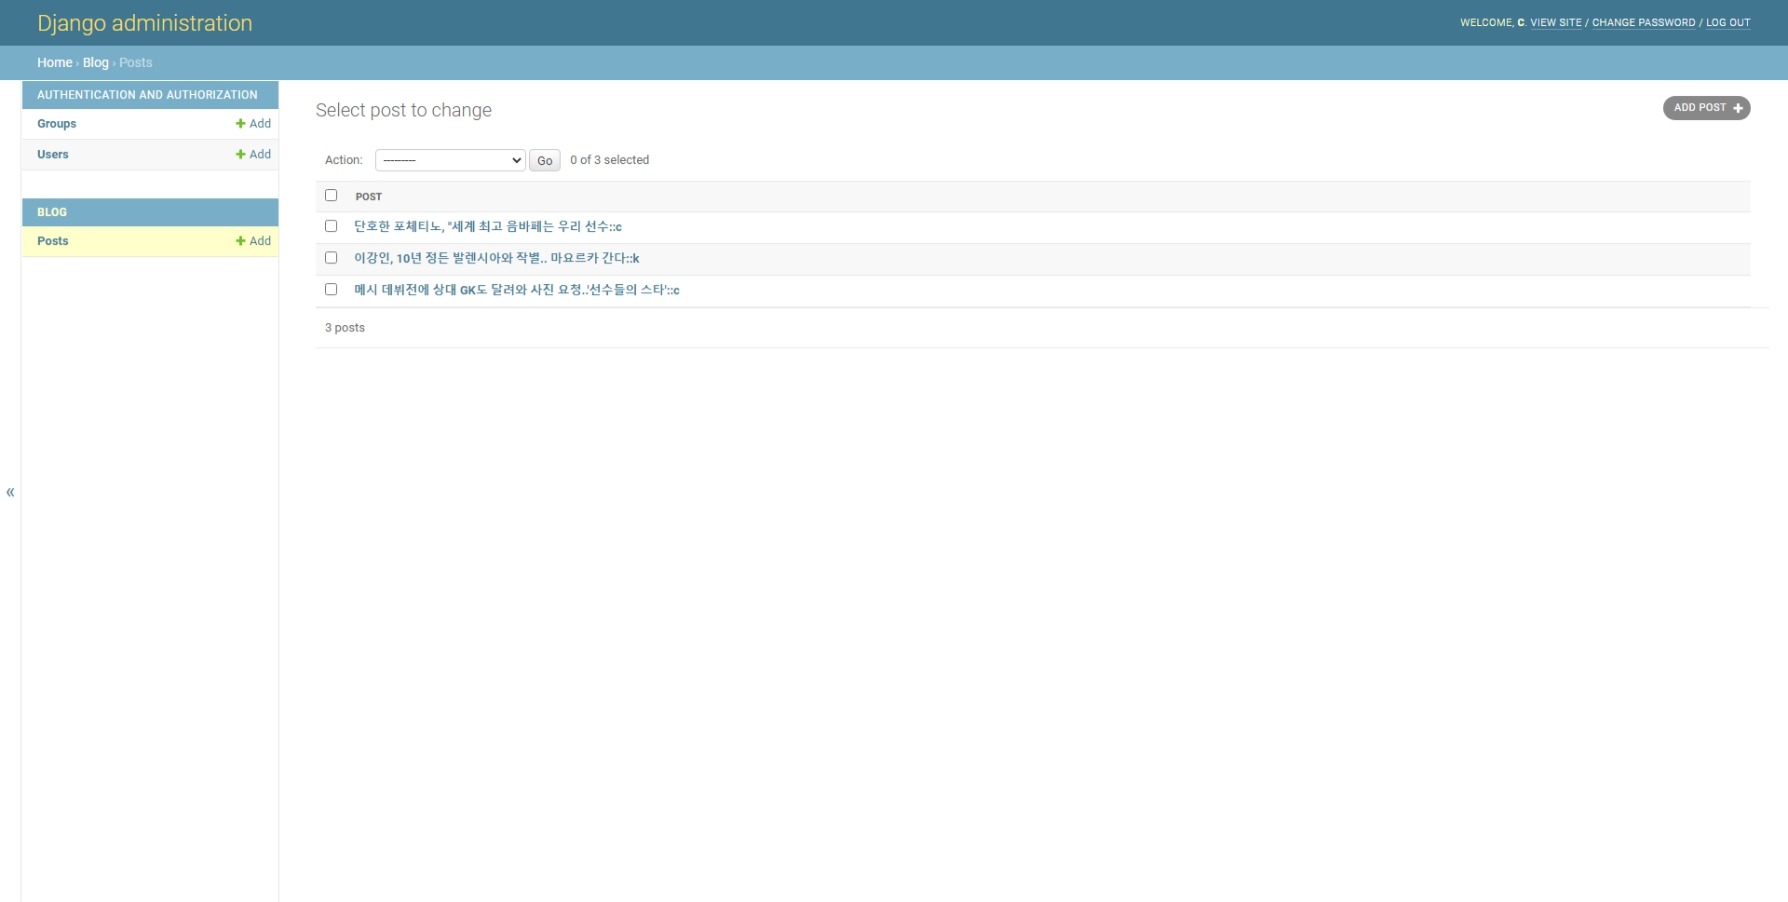 Django administration
WELCOME, C. VIEW SITE / CHANGE PASSWORD / LOG OUT
Home › Blog › Posts
AUTHENTICATION AND AUTHORIZATION
Groups + Add
Users + Add
BLOG
Posts + Add
«
Select post to change
ADD POST +
Action: --------- Go 0 of 3 selected
POST
단호한 포체티노, "세계 최고 음바페는 우리 선수::c
이강인, 10년 정든 발렌시아와 작별.. 마요르카 간다::k
메시 데뷔전에 상대 GK도 달려와 사진 요청..'선수들의 스타'::c
3 posts